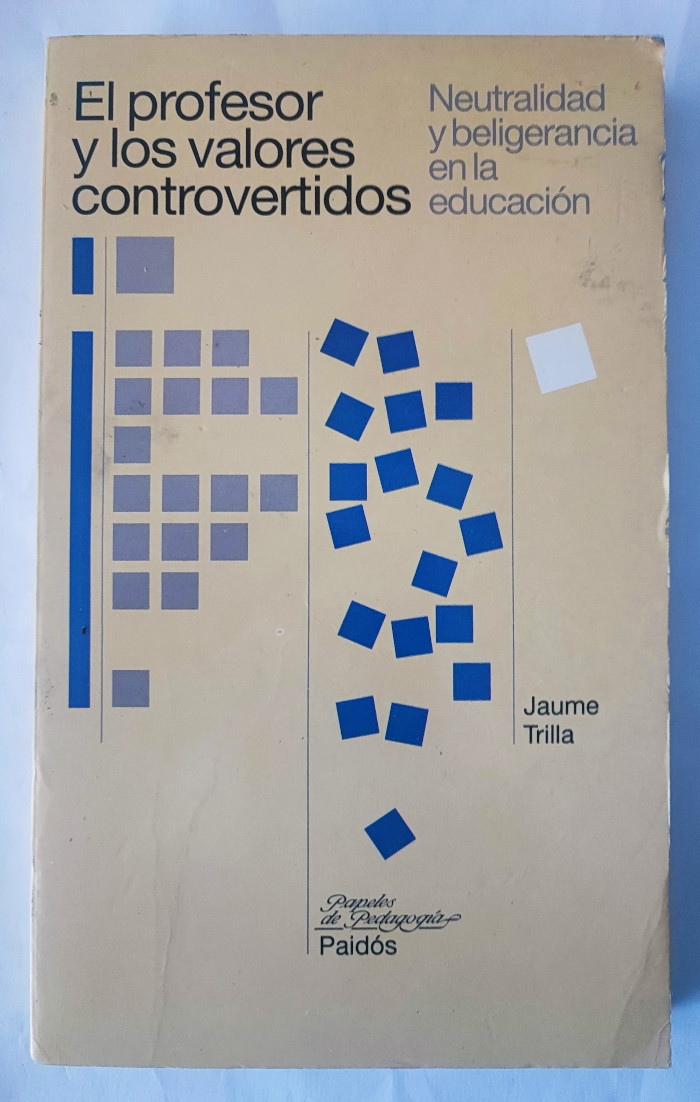 El profesor
y los valores
controvertidos
Neutralidad
y beligerancia
en la
educación
Jaume
Trilla
Papeles
de Pedagogía
Paidós